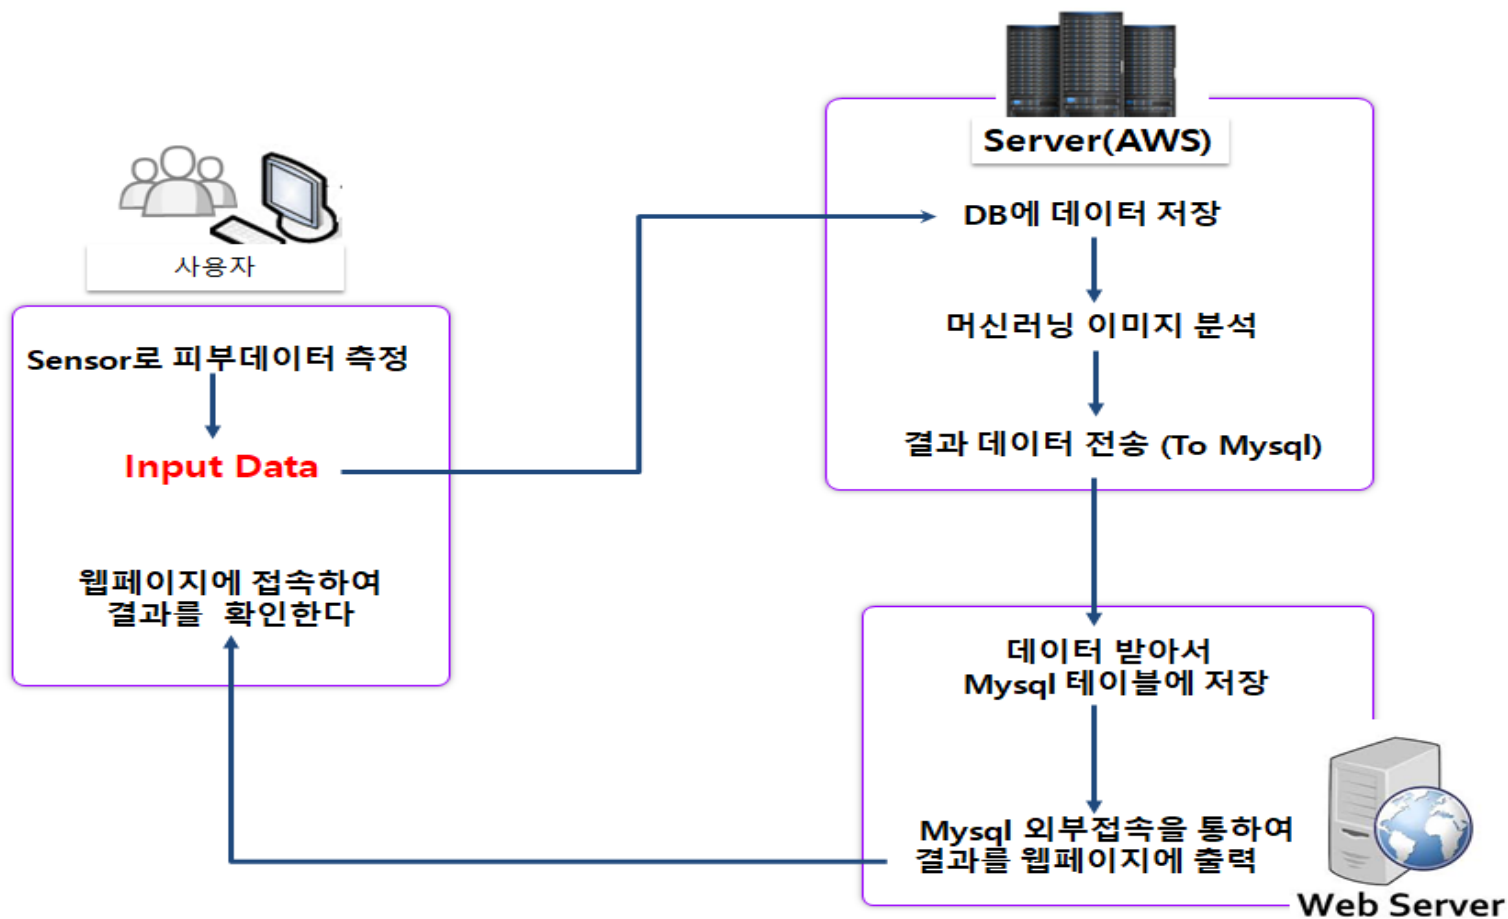 사용자
Sensor로 피부데이터 측정
Input Data
웹페이지에 접속하여
결과를 확인한다
Server(AWS)
DB에 데이터 저장
머신러닝 이미지 분석
결과 데이터 전송 (To Mysql)
데이터 받아서
Mysql 테이블에 저장
Mysql 외부접속을 통하여
결과를 웹페이지에 출력
Web Server